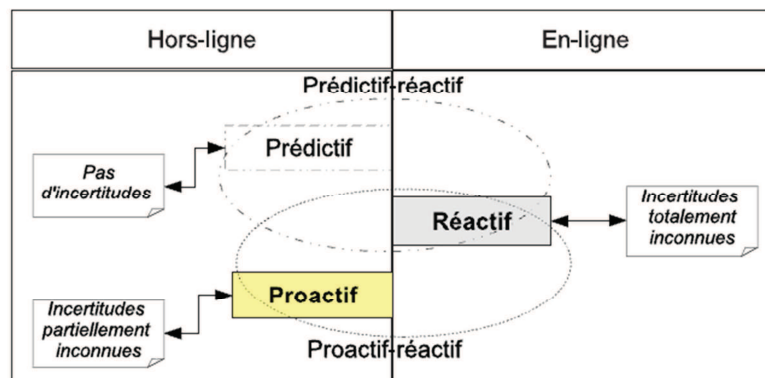 Hors-ligne
En-ligne
Prédictif-réactif
Prédictif
Pas
d'incertitudes
Réactif
Incertitudes
totalement
inconnues
Proactif
Incertitudes
partiellement
inconnues
Proactif-réactif